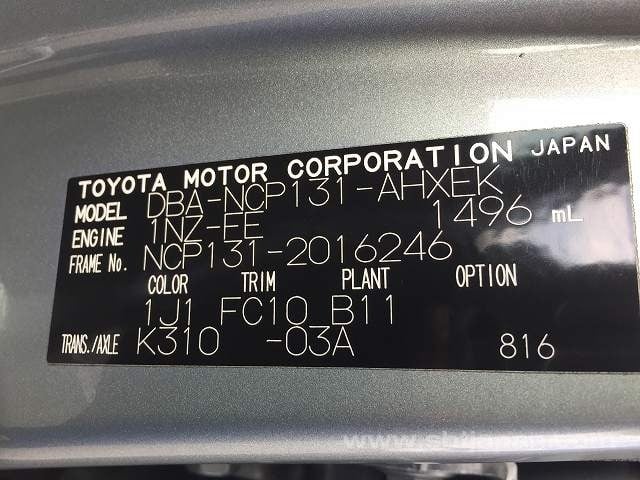 TOYOTA MOTOR CORPORATION JAPAN
MODEL DBA-NCP131-AHXEK
ENGINE 1NZ-FE 1496 mL
FRAME No. NCP131-2016246
COLOR TRIM PLANT OPTION
1J1 FC10 B11
TRANS./AXLE K310 -03A 816